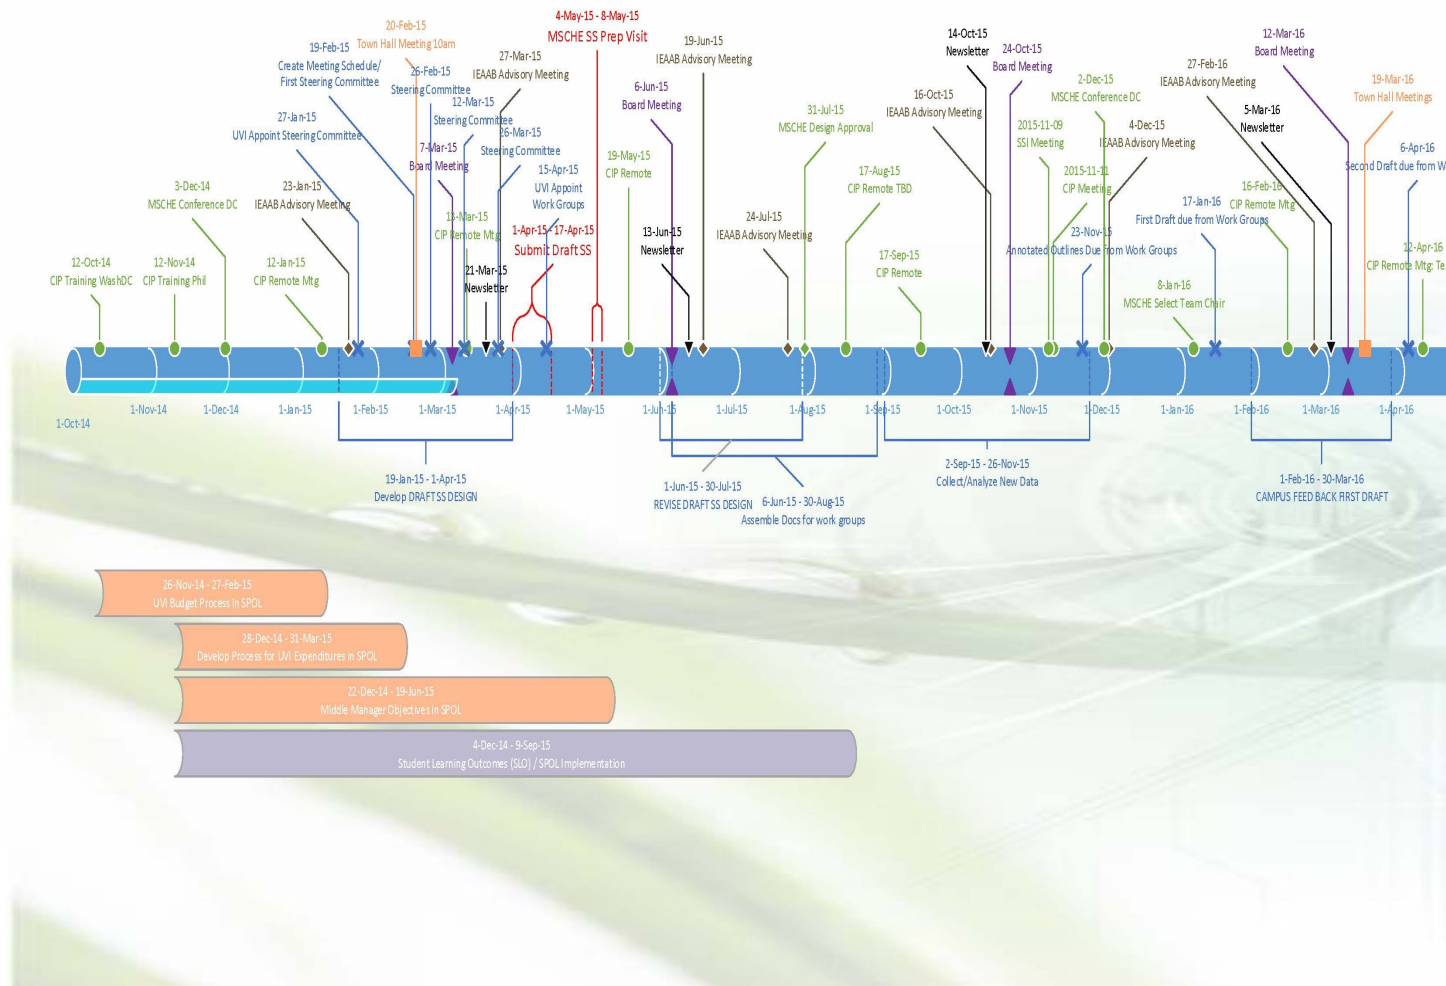 4-May-15 - 8-May-15
MSCHE SS Prep Visit
20-Feb-15
Town Hall Meeting 10am
19-Feb-15
Create Meeting Schedule/
First Steering Committee
26-Feb-15
Steering Committee
27-Mar-15
IEAAB Advisory Meeting
19-Jun-15
IEAAB Advisory Meeting
14-Oct-15
Newsletter
24-Oct-15
Board Meeting
12-Mar-16
Board Meeting
27-Feb-16
IEAAB Advisory Meeting
19-Mar-16
Town Hall Meetings
6-Jun-15
Board Meeting
2-Dec-15
MSCHE Conference DC
16-Oct-15
IEAAB Advisory Meeting
12-Mar-15
Steering Committee
27-Jan-15
UVI Appoint Steering Committee
26-Mar-15
Steering Committee
31-Jul-15
MSCHE Design Approval
2015-11-09
SSI Meeting
4-Dec-15
IEAAB Advisory Meeting
5-Mar-16
Newsletter
7-Mar-15
Board Meeting
19-May-15
CIP Remote
6-Apr-16
Second Draft due from W
3-Dec-14
MSCHE Conference DC
23-Jan-15
IEAAB Advisory Meeting
15-Apr-15
UVI Appoint
Work Groups
17-Aug-15
CIP Remote TBD
2015-11-11
CIP Meeting
17-Jan-16
First Draft due from Work Groups
16-Feb-16
CIP Remote Mtg
13-Mar-15
CIP Remote Mtg
1-Apr-15 - 17-Apr-15
Submit Draft SS
13-Jun-15
Newsletter
24-Jul-15
IEAAB Advisory Meeting
23-Nov-15
Annotated Outlines Due from Work Groups
12-Oct-14
CIP Training WashDC
12-Nov-14
CIP Training Phil
12-Jan-15
CIP Remote Mtg
21-Mar-15
Newsletter
17-Sep-15
CIP Remote
8-Jan-16
MSCHE Select Team Chair
12-Apr-16
CIP Remote Mtg: Te
1-Oct-14
1-Nov-14
1-Dec-14
1-Jan-15
1-Feb-15
1-Mar-15
1-Apr-15
1-May-15
1-Jun-15
1-Jul-15
1-Aug-15
1-Sep-15
1-Oct-15
1-Nov-15
1-Dec-15
1-Jan-16
1-Feb-16
1-Mar-16
1-Apr-16
19-Jan-15 - 1-Apr-15
Develop DRAFT SS DESIGN
1-Jun-15 - 30-Jul-15
REVISE DRAFT SS DESIGN
6-Jun-15 - 30-Aug-15
Assemble Docs for work groups
2-Sep-15 - 26-Nov-15
Collect/Analyze New Data
1-Feb-16 - 30-Mar-16
CAMPUS FEED BACK FIRST DRAFT
26-Nov-14 - 27-Feb-15
UVI Budget Process in SPOL
28-Dec-14 - 31-Mar-15
Develop Process for UVI Expenditures in SPOL
22-Dec-14 - 19-Jun-15
Middle Manager Objectives in SPOL
4-Dec-14 - 9-Sep-15
Student Learning Outcomes (SLO) / SPOL Implementation